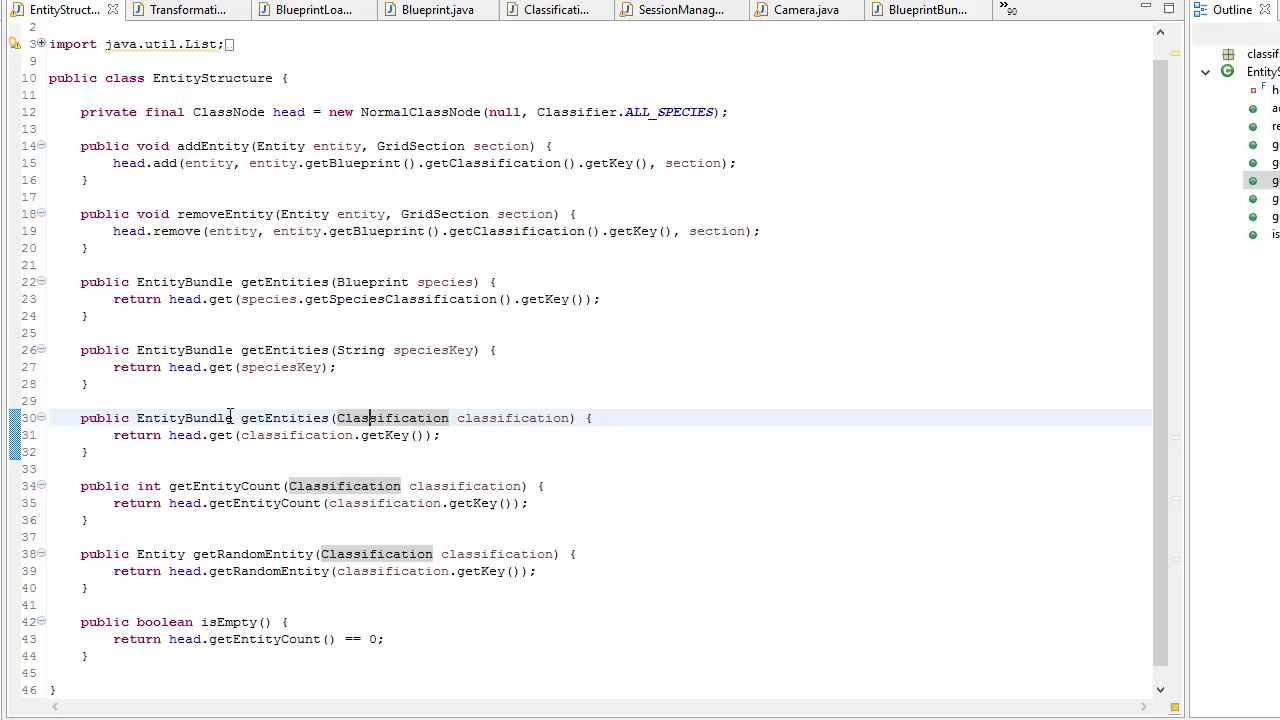 EntityStruct... Transformati... BlueprintLoa... Blueprint.java Classificati... SessionManag... Camera.java BlueprintBun... »90 Outline
2
3 import java.util.List;
9
10 public class EntityStructure {
11
12 private final ClassNode head = new NormalClassNode(null, Classifier.ALL_SPECIES);
13
14 public void addEntity(Entity entity, GridSection section) {
15 head.add(entity, entity.getBlueprint().getClassification().getKey(), section);
16 }
17
18 public void removeEntity(Entity entity, GridSection section) {
19 head.remove(entity, entity.getBlueprint().getClassification().getKey(), section);
20 }
21
22 public EntityBundle getEntities(Blueprint species) {
23 return head.get(species.getSpeciesClassification().getKey());
24 }
25
26 public EntityBundle getEntities(String speciesKey) {
27 return head.get(speciesKey);
28 }
29
30 public EntityBundle getEntities(Classification classification) {
31 return head.get(classification.getKey());
32 }
33
34 public int getEntityCount(Classification classification) {
35 return head.getEntityCount(classification.getKey());
36 }
37
38 public Entity getRandomEntity(Classification classification) {
39 return head.getRandomEntity(classification.getKey());
40 }
41
42 public boolean isEmpty() {
43 return head.getEntityCount() == 0;
44 }
45
46 }
classif
EntityS
F h
a
re
g
g
g
g
g
is